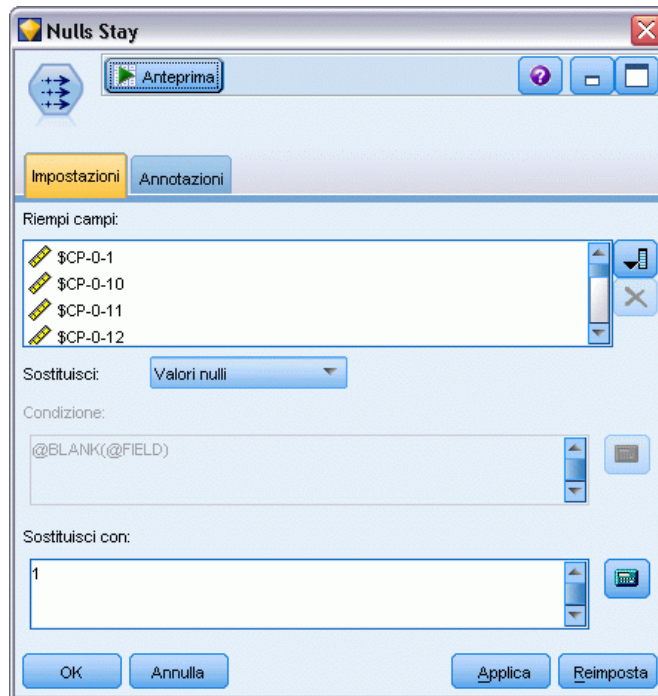 Nulls Stay
Anteprima
Impostazioni
Annotazioni
Riempi campi:
$CP-0-1
$CP-0-10
$CP-0-11
$CP-0-12
Sostituisci:
Valori nulli
Condizione:
@BLANK(@FIELD)
Sostituisci con:
1
OK
Annulla
Applica
Reimposta